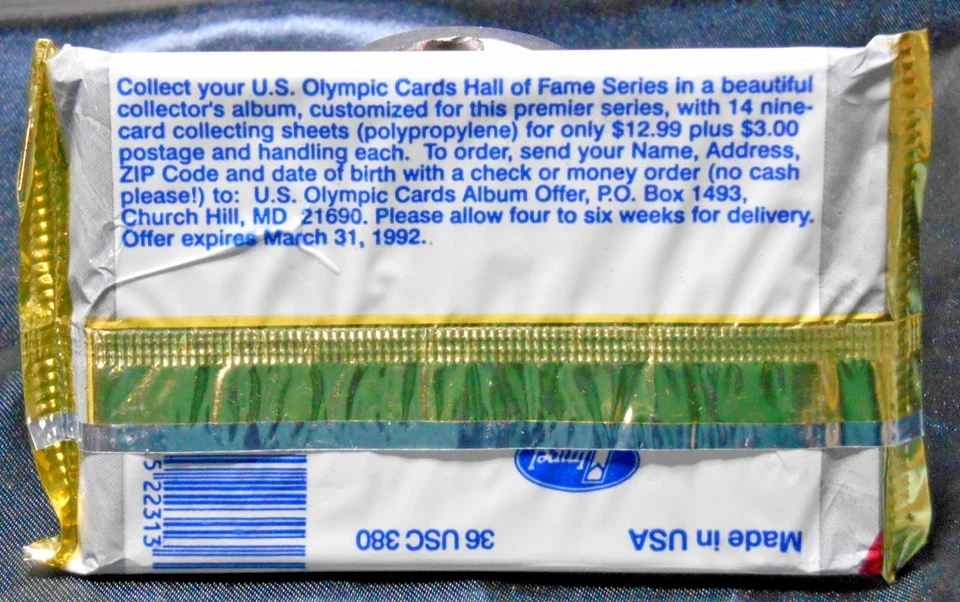 Collect your U.S. Olympic Cards Hall of Fame Series in a beautiful
collector's album, customized for this premier series, with 14 nine-
card collecting sheets (polypropylene) for only $12.99 plus $3.00
postage and handling each. To order, send your Name, Address,
ZIP Code and date of birth with a check or money order (no cash
please!) to: U.S. Olympic Cards Album Offer, P.O. Box 1493,
Church Hill, MD 21690. Please allow four to six weeks for delivery.
Offer expires March 31, 1992.
Impel
5 22313
36 USC 380
Made in USA